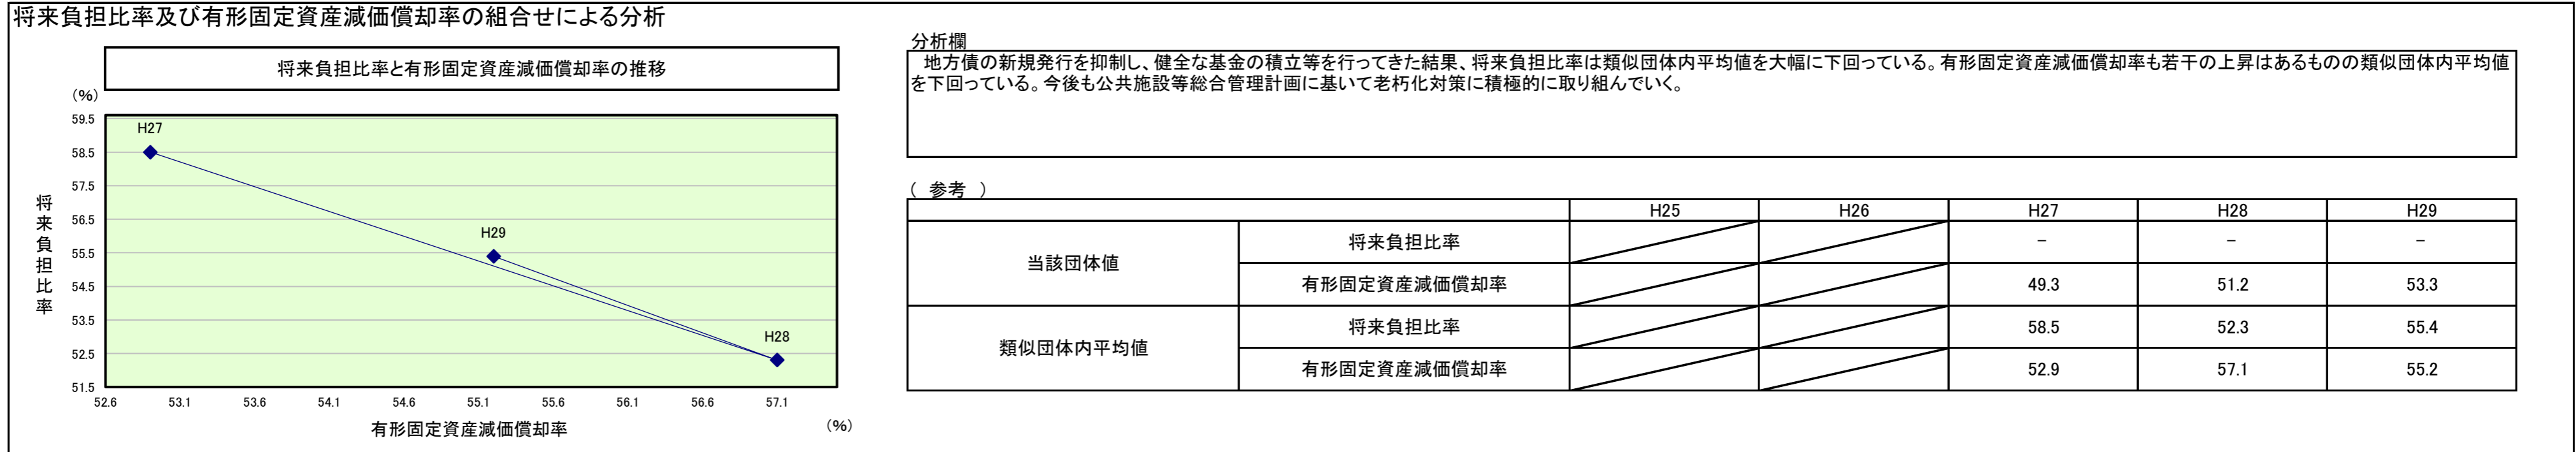 将来負担比率及び有形固定資産減価償却率の組合せによる分析
将来負担比率と有形固定資産減価償却率の推移
(%)
59.5
58.5
57.5
56.5
55.5
54.5
53.5
52.5
51.5
将来負担比率
H27
H29
H28
52.6 53.1 53.6 54.1 54.6 55.1 55.6 56.1 56.6 57.1
有形固定資産減価償却率
(%)
分析欄
地方債の新規発行を抑制し、健全な基金の積立等を行ってきた結果、将来負担比率は類似団体内平均値を大幅に下回っている。有形固定資産減価償却率も若干の上昇はあるものの類似団体内平均値
を下回っている。今後も公共施設等総合管理計画に基いて老朽化対策に積極的に取り組んでいく。
( 参考 )
H25 H26 H27 H28 H29
当該団体値
将来負担比率 － － －
有形固定資産減価償却率 49.3 51.2 53.3
類似団体内平均値
将来負担比率 58.5 52.3 55.4
有形固定資産減価償却率 52.9 57.1 55.2